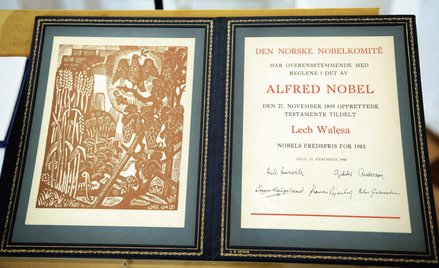 DEN NORSKE NOBELKOMITÉ
HAR OVERENSSTEMMENDE MED
REGLENE I DET AV
ALFRED NOBEL
DEN 27. NOVEMBER 1895 OPPRETTEDE
TESTAMENTE TILDELT
Lech Wałęsa
NOBELS FREDSPRIS FOR 1983
OSLO 10 DESEMBER 1983